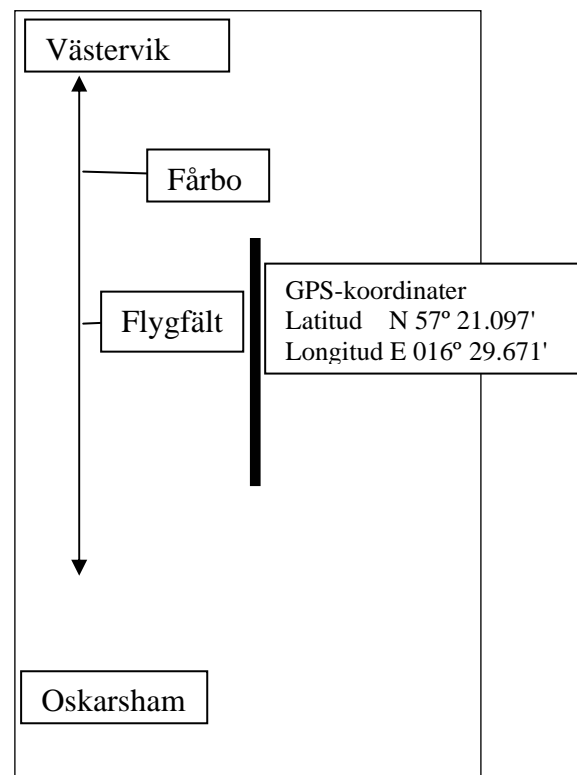 Västervik
Fårbo
Flygfält
GPS-koordinater
Latitud N 57º 21.097'
Longitud E 016º 29.671'
Oskarsham